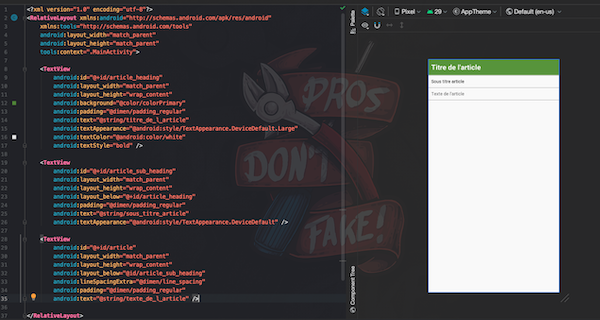 <?xml version="1.0" encoding="utf-8"?>
<RelativeLayout xmlns:android="http://schemas.android.com/apk/res/android"
xmlns:tools="http://schemas.android.com/tools"
android:layout_width="match_parent"
android:layout_height="match_parent"
tools:context=".MainActivity">
<TextView
android:id="@+id/article_heading"
android:layout_width="match_parent"
android:layout_height="wrap_content"
android:background="@color/colorPrimary"
android:padding="@dimen/padding_regular"
android:text="@string/titre_de_l_article"
android:textAppearance="@android:style/TextAppearance.DeviceDefault.Large"
android:textColor="@android:color/white"
android:textStyle="bold" />
<TextView
android:id="@+id/article_sub_heading"
android:layout_width="match_parent"
android:layout_height="wrap_content"
android:layout_below="@+id/article_heading"
android:padding="@dimen/padding_regular"
android:text="@string/sous_titre_article"
android:textAppearance="@android:style/TextAppearance.DeviceDefault" />
<TextView
android:id="@+id/article"
android:layout_width="match_parent"
android:layout_height="wrap_content"
android:layout_below="@id/article_sub_heading"
android:lineSpacingExtra="@dimen/line_spacing"
android:padding="@dimen/padding_regular"
android:text="@string/texte_de_l_article" />
</RelativeLayout>
PROS
DON'T
FAKE!
Palette
Component Tree
Pixel
29
AppTheme
Default (en-us)
Titre de l'article
Sous titre article
Texte de l'article